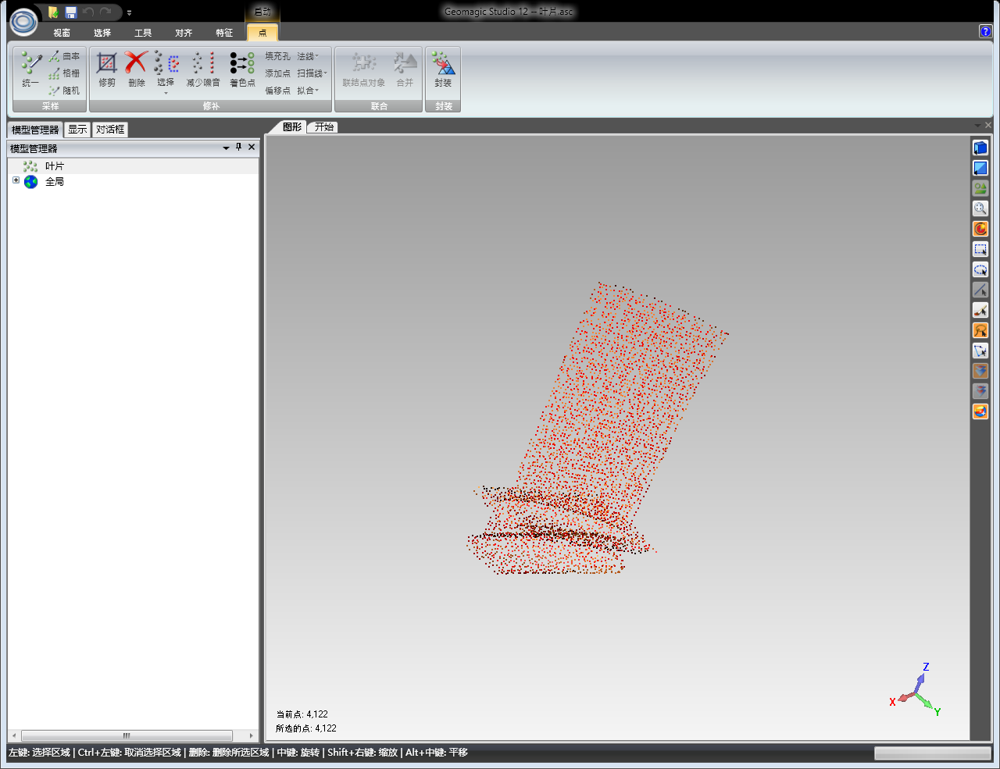 启动
Geomagic Studio 12 -- 叶片.asc
视窗 选择 工具 对齐 特征 点
统一 曲率 格栅 随机
修剪 删除 选择 减少噪音 着色点 填充孔 法线 添加点 扫描线 偏移点 拟合
联结点对象 合并 封装
采样 修补 联合 封装
模型管理器 显示 对话框 图形 开始
模型管理器
叶片
全局
Z
X
Y
当前点: 4,122
所选的点: 4,122
左键: 选择区域 | Ctrl+左键: 取消选择区域 | 删除: 删除所选区域 | 中键: 旋转 | Shift+右键: 缩放 | Alt+中键: 平移